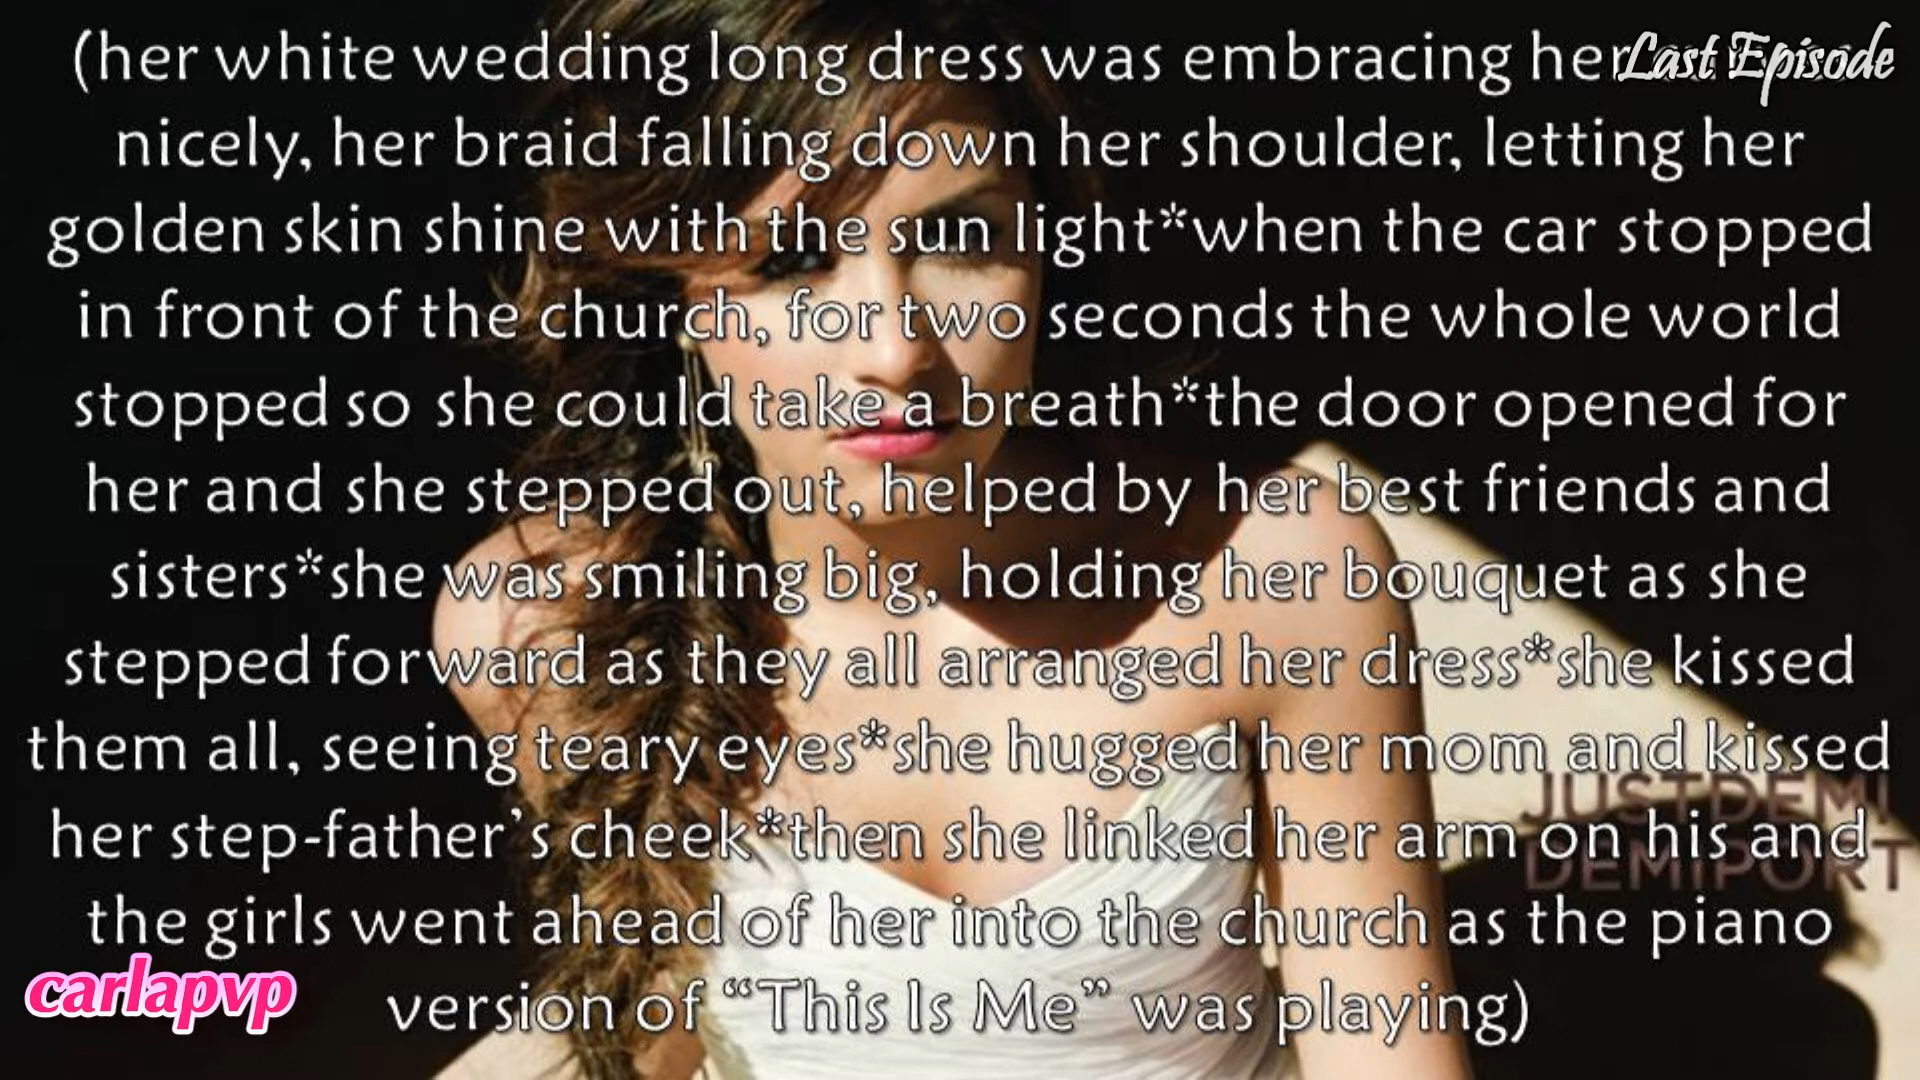 (her white wedding long dress was embracing her
Last Episode
nicely, her braid falling down her shoulder, letting her
golden skin shine with the sun light*when the car stopped
in front of the church, for two seconds the whole world
stopped so she could take a breath*the door opened for
her and she stepped out, helped by her best friends and
sisters*she was smiling big, holding her bouquet as she
stepped forward as they all arranged her dress*she kissed
them all, seeing teary eyes*she hugged her mom and kissed
JUSTDEMI
her step-father’s cheek*then she linked her arm on his and
DEMIPORT
the girls went ahead of her into the church as the piano
carlapvp
version of “This Is Me” was playing)